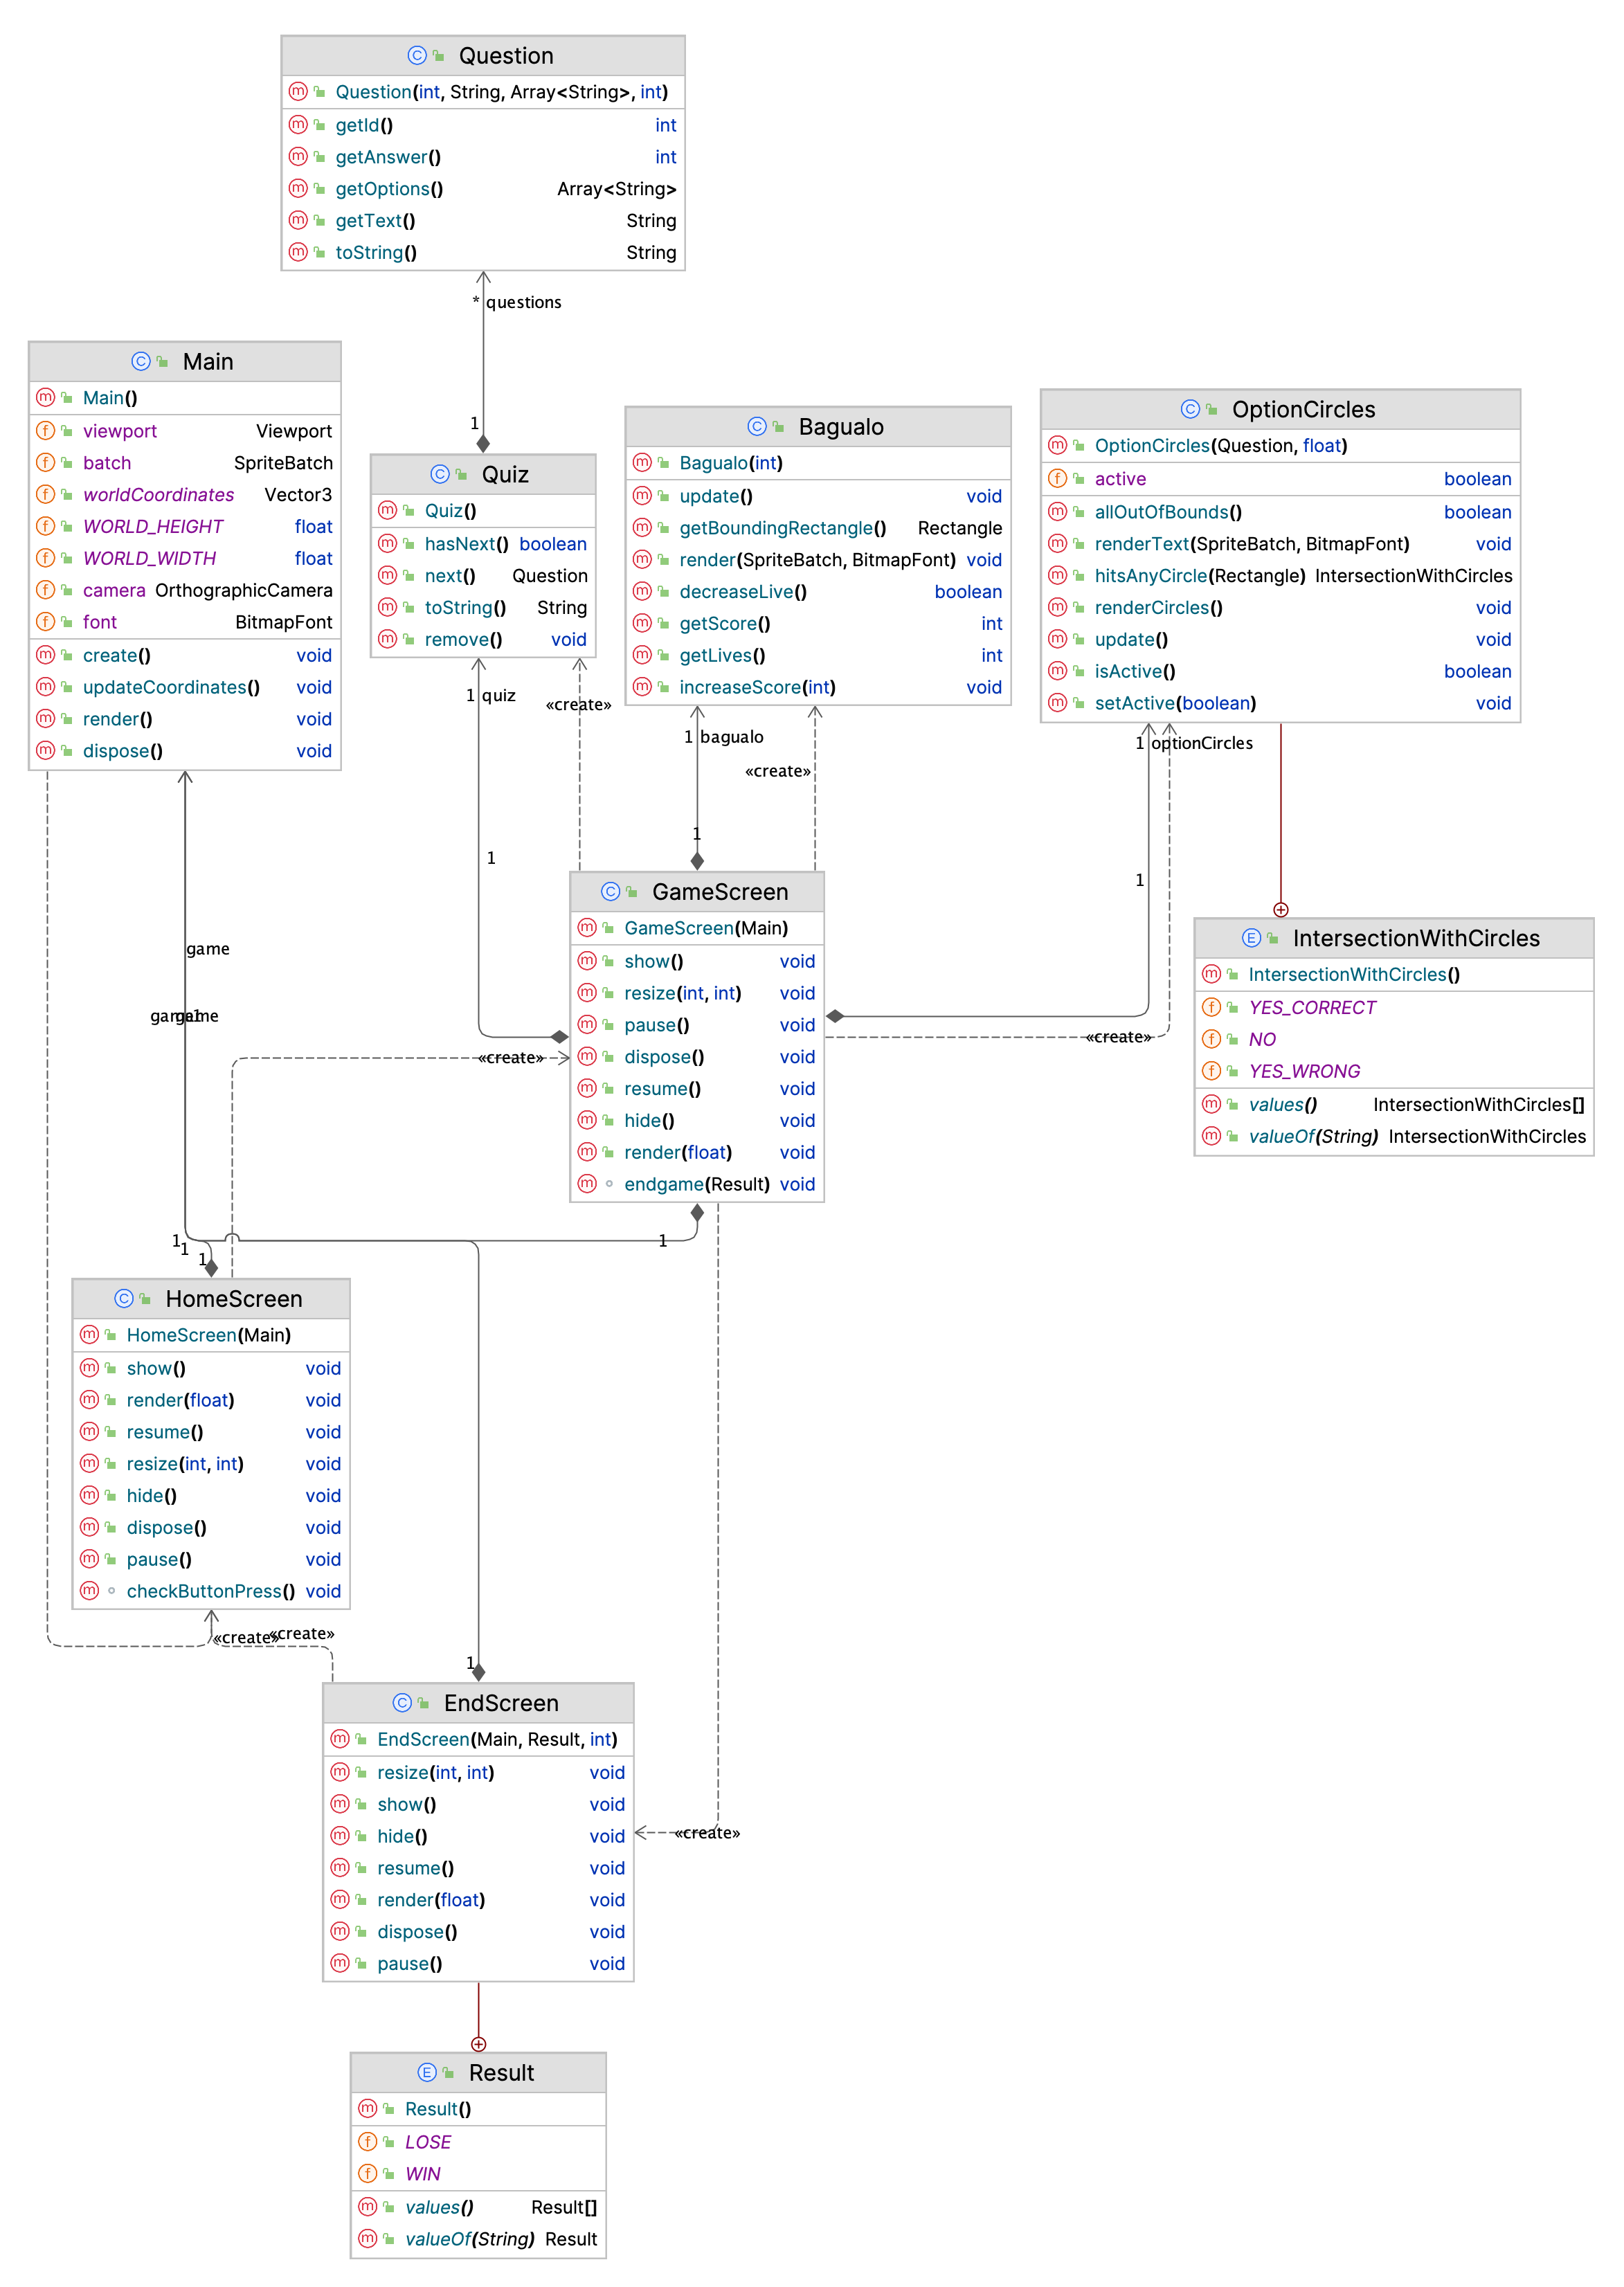 Question
Question(int, String, Array<String>, int)
getId() int
getAnswer() int
getOptions() Array<String>
getText() String
toString() String
* questions
1
Main
Main()
viewport Viewport
batch SpriteBatch
worldCoordinates Vector3
WORLD_HEIGHT float
WORLD_WIDTH float
camera OrthographicCamera
font BitmapFont
create() void
updateCoordinates() void
render() void
dispose() void
Quiz
Quiz()
hasNext() boolean
next() Question
toString() String
remove() void
Bagualo
Bagualo(int)
update() void
getBoundingRectangle() Rectangle
render(SpriteBatch, BitmapFont) void
decreaseLive() boolean
getScore() int
getLives() int
increaseScore(int) void
OptionCircles
OptionCircles(Question, float)
active boolean
allOutOfBounds() boolean
renderText(SpriteBatch, BitmapFont) void
hitsAnyCircle(Rectangle) IntersectionWithCircles
renderCircles() void
update() void
isActive() boolean
setActive(boolean) void
1 quiz
«create»
1 bagualo
«create»
1 optionCircles
1
1
1
GameScreen
GameScreen(Main)
show() void
resize(int, int) void
pause() void
dispose() void
resume() void
hide() void
render(float) void
endgame(Result) void
IntersectionWithCircles
IntersectionWithCircles()
YES_CORRECT
NO
YES_WRONG
values() IntersectionWithCircles[]
valueOf(String) IntersectionWithCircles
game
game
game
1
«create»
«create»
1
1
1
1
HomeScreen
HomeScreen(Main)
show() void
render(float) void
resume() void
resize(int, int) void
hide() void
dispose() void
pause() void
checkButtonPress() void
«create»
«create»
1
EndScreen
EndScreen(Main, Result, int)
resize(int, int) void
show() void
hide() void
resume() void
render(float) void
dispose() void
pause() void
«create»
Result
Result()
LOSE
WIN
values() Result[]
valueOf(String) Result